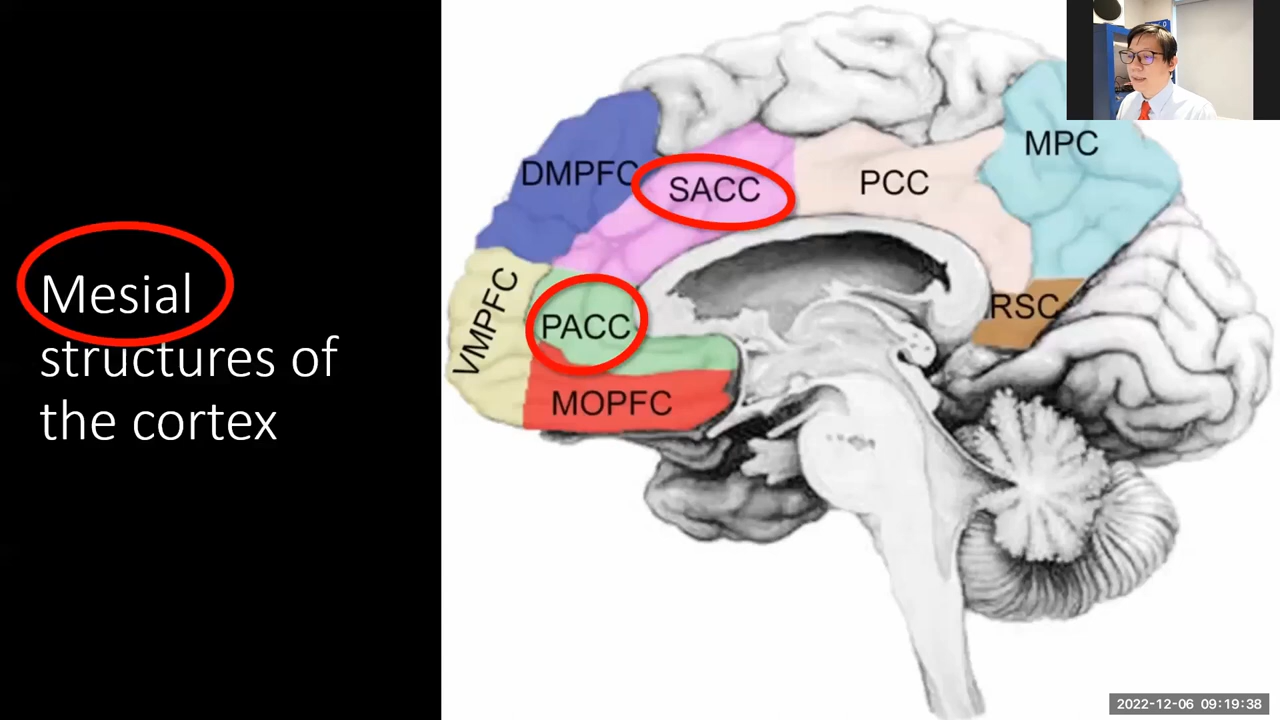 Mesial
structures of
the cortex
DMPFC
SACC
PCC
MPC
VMPFC
PACC
RSC
MOPFC
2022-12-06 09:19:38